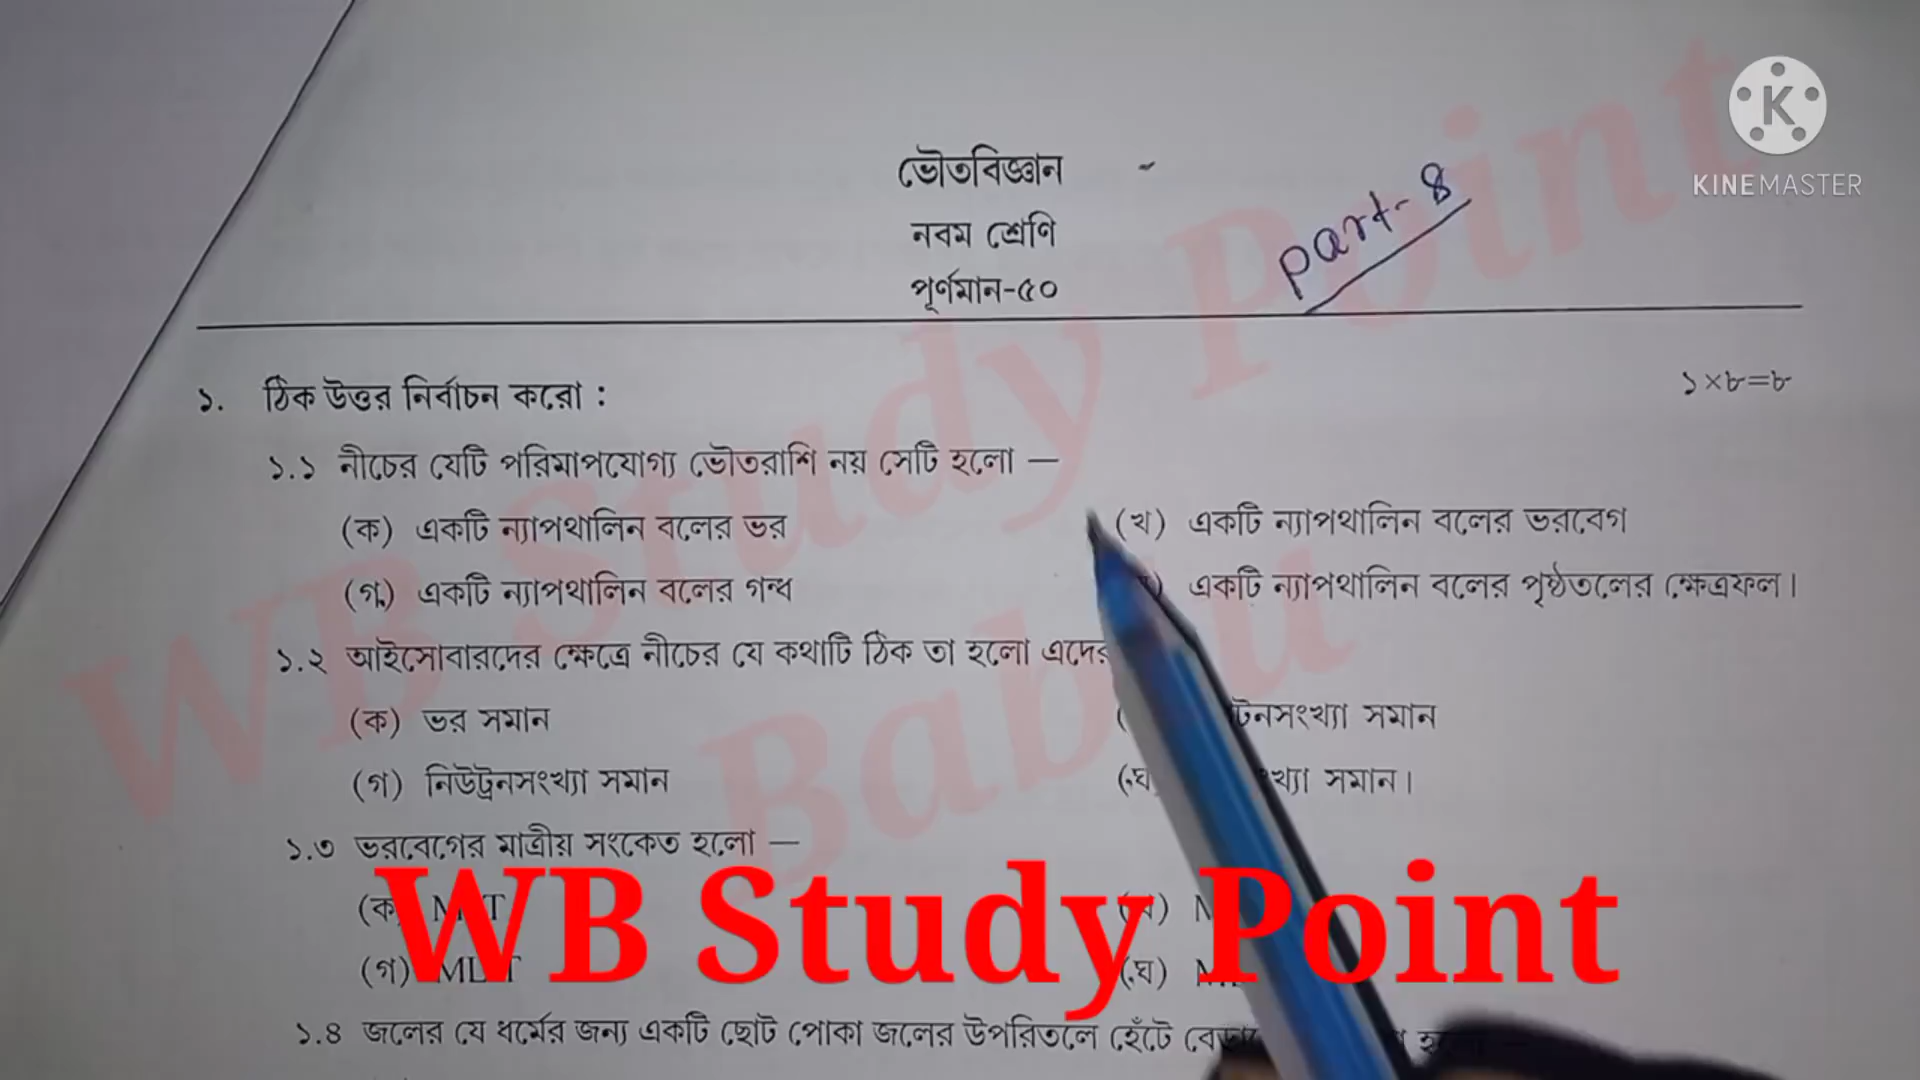 KINEMASTER
ভৌতবিজ্ঞান
নবম শ্রেণি
পূর্ণমান-৫০
part-8
১. ঠিক উত্তর নির্বাচন করো : ১×৮=৮
১.১ নীচের যেটি পরিমাপযোগ্য ভৌতরাশি নয় সেটি হলো —
(ক) একটি ন্যাপথালিন বলের ভর (খ) একটি ন্যাপথালিন বলের ভরবেগ
(গ) একটি ন্যাপথালিন বলের গন্ধ একটি ন্যাপথালিন বলের পৃষ্ঠতলের ক্ষেত্রফল।
১.২ আইসোবারদের ক্ষেত্রে নীচের যে কথাটি ঠিক তা হলো এদের
(ক) ভর সমান সমান
(গ) নিউট্রনসংখ্যা সমান (ঘ) সমান।
১.৩ ভরবেগের মাত্রীয় সংকেত হলো —
(ক) (খ)
(গ) (ঘ)
WB Study Point
১.৪ জলের যে ধর্মের জন্য একটি ছোট পোকা জলের উপরিতলে হেঁটে
WB Study Point
Babu